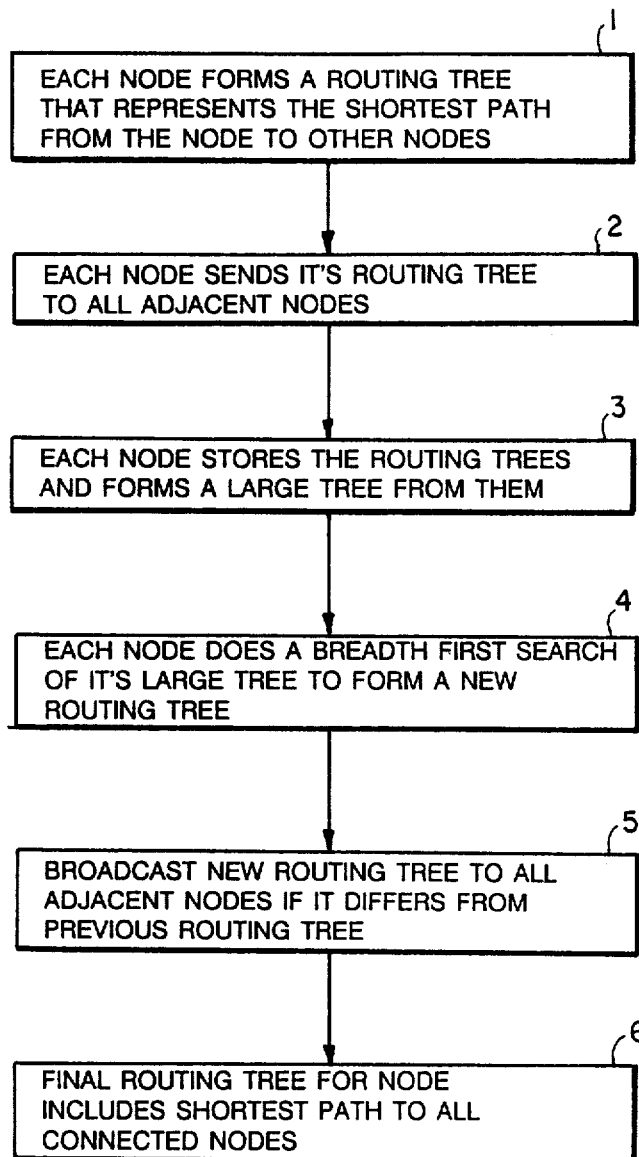 1
EACH NODE FORMS A ROUTING TREE
THAT REPRESENTS THE SHORTEST PATH
FROM THE NODE TO OTHER NODES
2
EACH NODE SENDS IT'S ROUTING TREE
TO ALL ADJACENT NODES
3
EACH NODE STORES THE ROUTING TREES
AND FORMS A LARGE TREE FROM THEM
4
EACH NODE DOES A BREADTH FIRST SEARCH
OF IT'S LARGE TREE TO FORM A NEW
ROUTING TREE
5
BROADCAST NEW ROUTING TREE TO ALL
ADJACENT NODES IF IT DIFFERS FROM
PREVIOUS ROUTING TREE
6
FINAL ROUTING TREE FOR NODE
INCLUDES SHORTEST PATH TO ALL
CONNECTED NODES